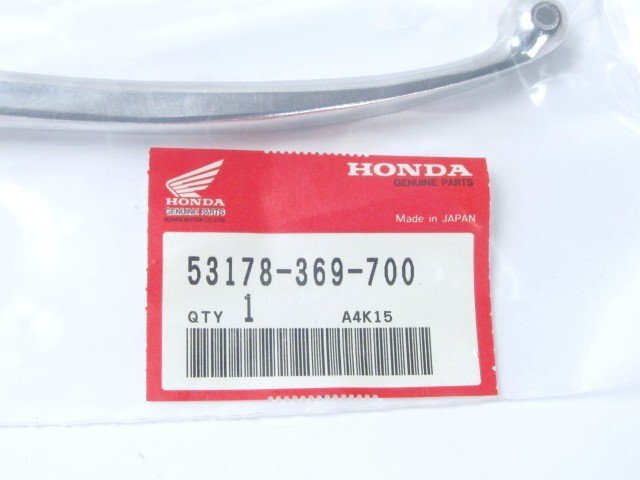 HONDA
GENUINE PARTS
HONDA MOTOR CO.,LTD.
HONDA
GENUINE PARTS
Made in JAPAN
53178-369-700
QTY 1 A4K15